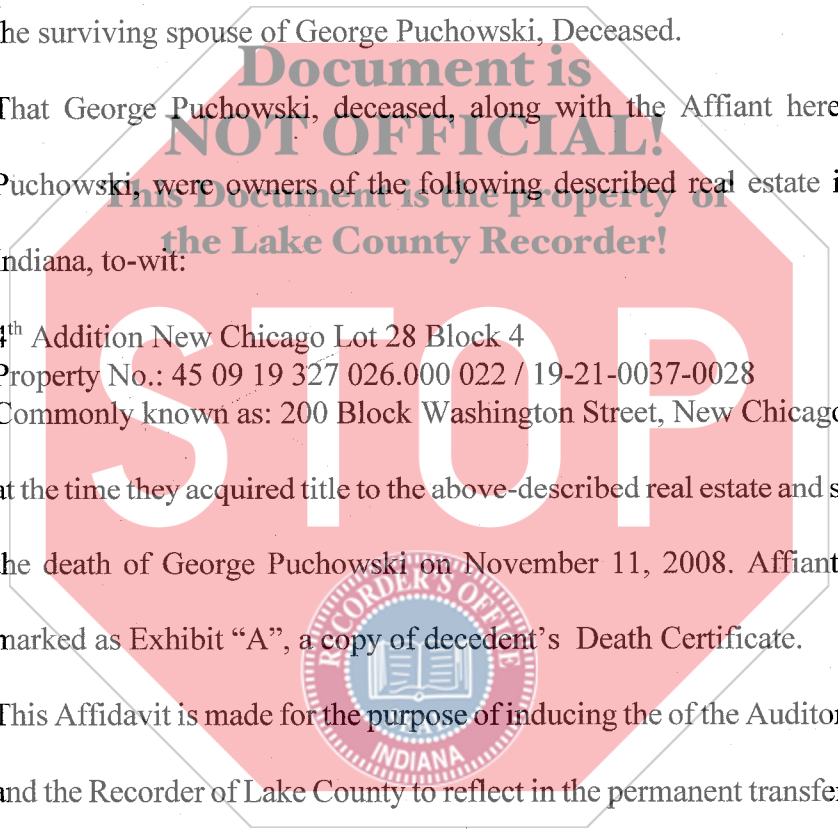 he surviving spouse of George Puchowski, Deceased.
Document is
That George Puchowski, deceased, along with the Affiant here
NOT OFFICIAL!
Puchowski, were owners of the following described real estate i
This Document is the property of
the Lake County Recorder!
Indiana, to-wit:
STOP
4th Addition New Chicago Lot 28 Block 4
Property No.: 45 09 19 327 026.000 022 / 19-21-0037-0028
Commonly known as: 200 Block Washington Street, New Chicago
at the time they acquired title to the above-described real estate and s
the death of George Puchowski on November 11, 2008. Affiant
RECORDER'S OFFICE
marked as Exhibit “A”, a copy of decedent’s Death Certificate.
This Affidavit is made for the purpose of inducing the of the Auditor
INDIANA
and the Recorder of Lake County to reflect in the permanent transfer